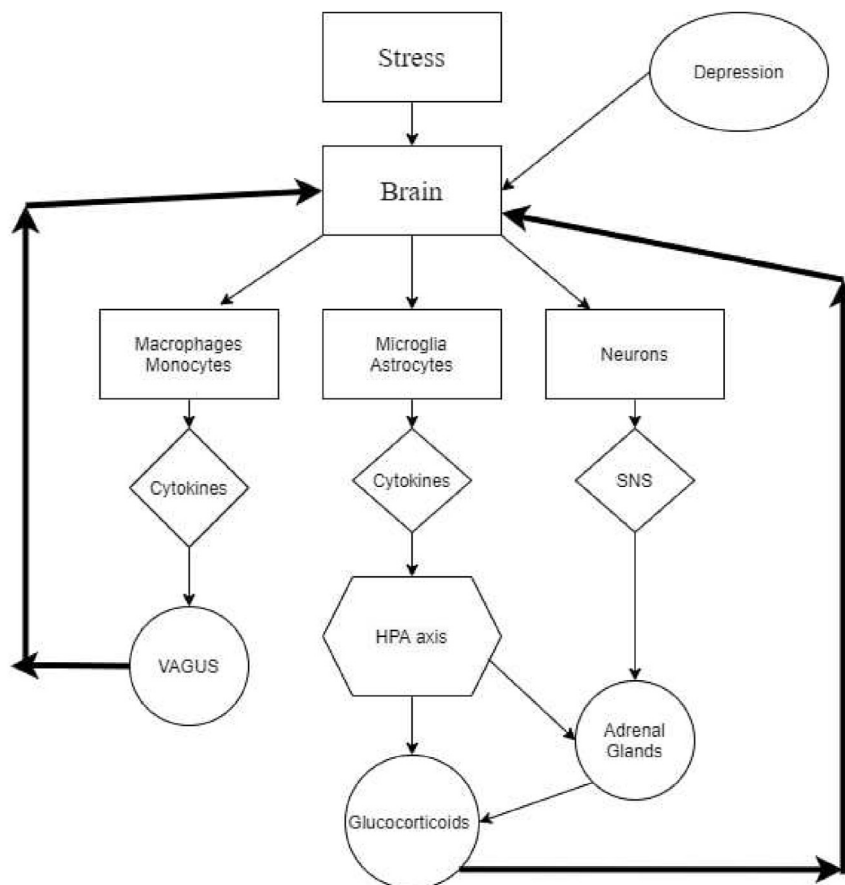 Stress
Depression
Brain
Macrophages
Monocytes
Microglia
Astrocytes
Neurons
Cytokines
Cytokines
SNS
HPA axis
VAGUS
Adrenal
Glands
Glucocorticoids